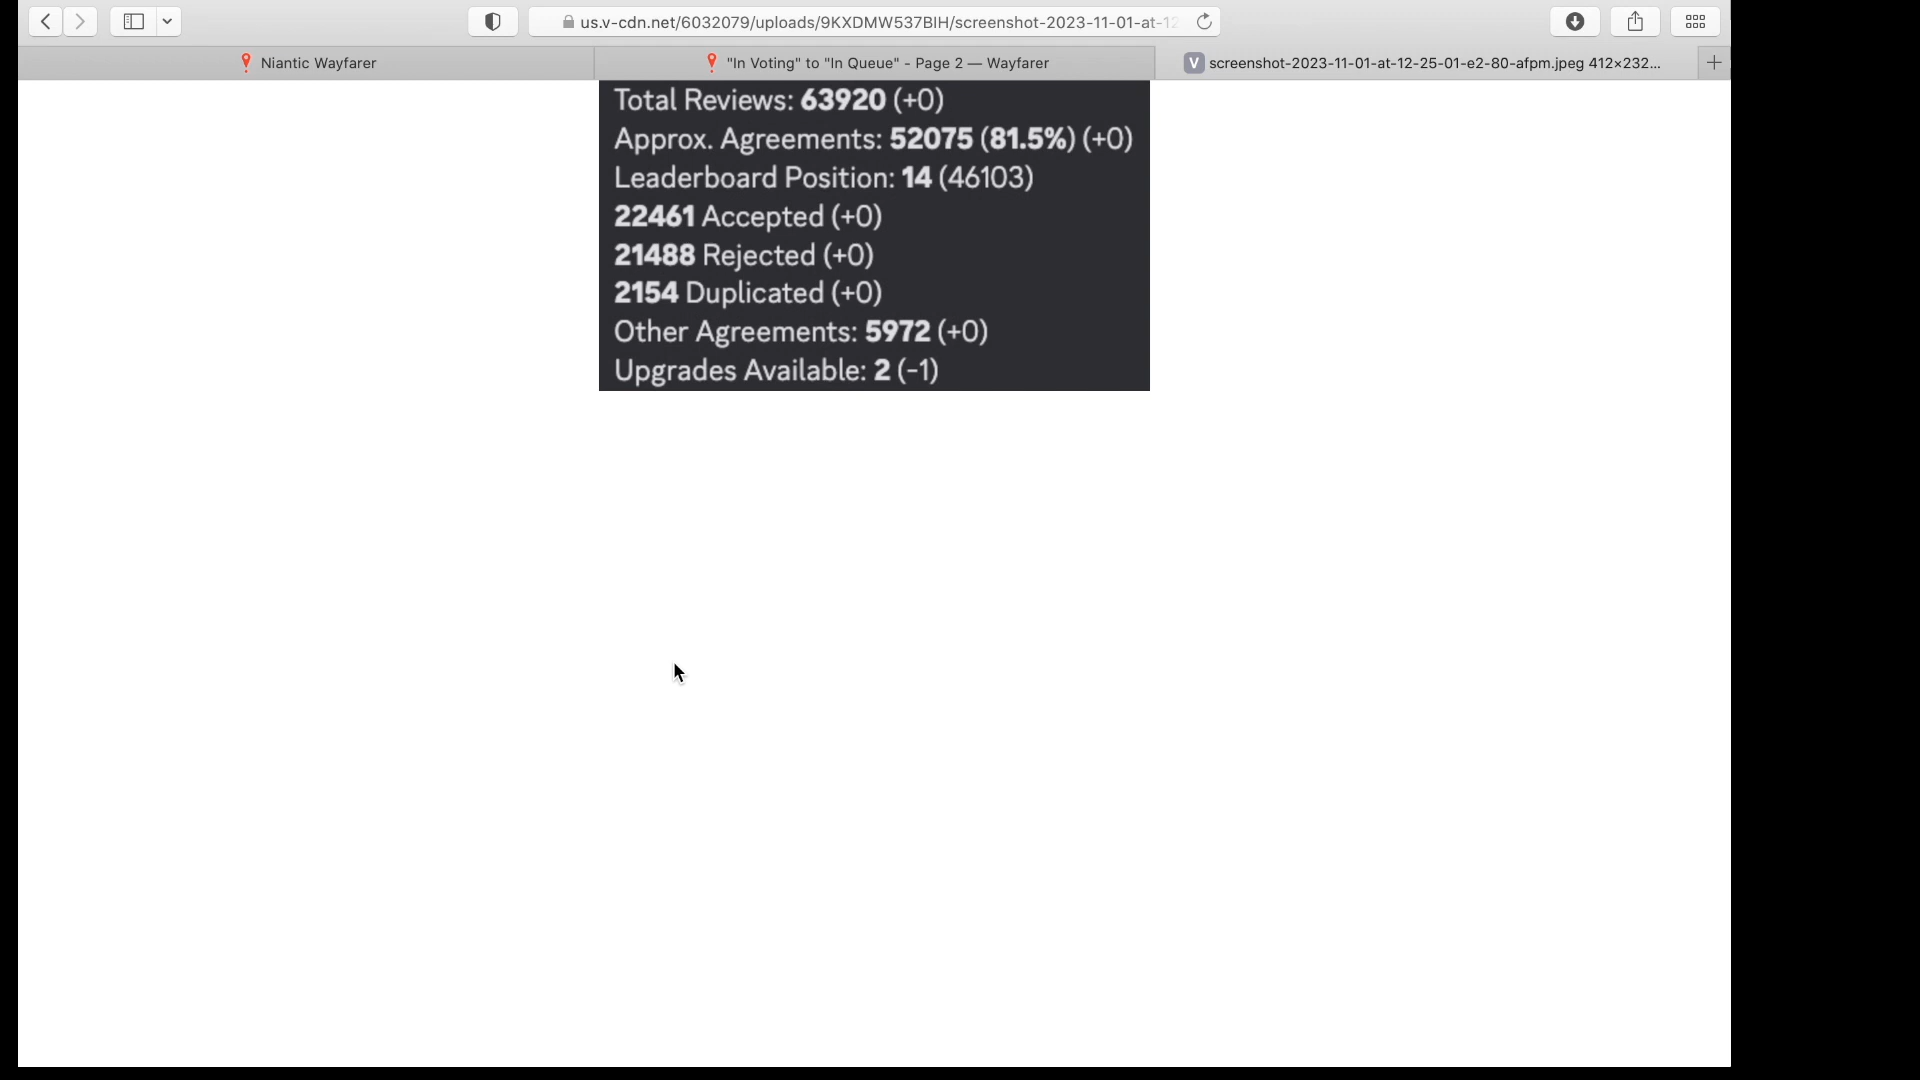 us.v-cdn.net/6032079/uploads/9KXDMW537BIH/screenshot-2023-11-01-at-12
Niantic Wayfarer
"In Voting" to "In Queue" - Page 2 — Wayfarer
V screenshot-2023-11-01-at-12-25-01-e2-80-afpm.jpeg 412×232...
Total Reviews: 63920 (+0)
Approx. Agreements: 52075 (81.5%) (+0)
Leaderboard Position: 14 (46103)
22461 Accepted (+0)
21488 Rejected (+0)
2154 Duplicated (+0)
Other Agreements: 5972 (+0)
Upgrades Available: 2 (-1)